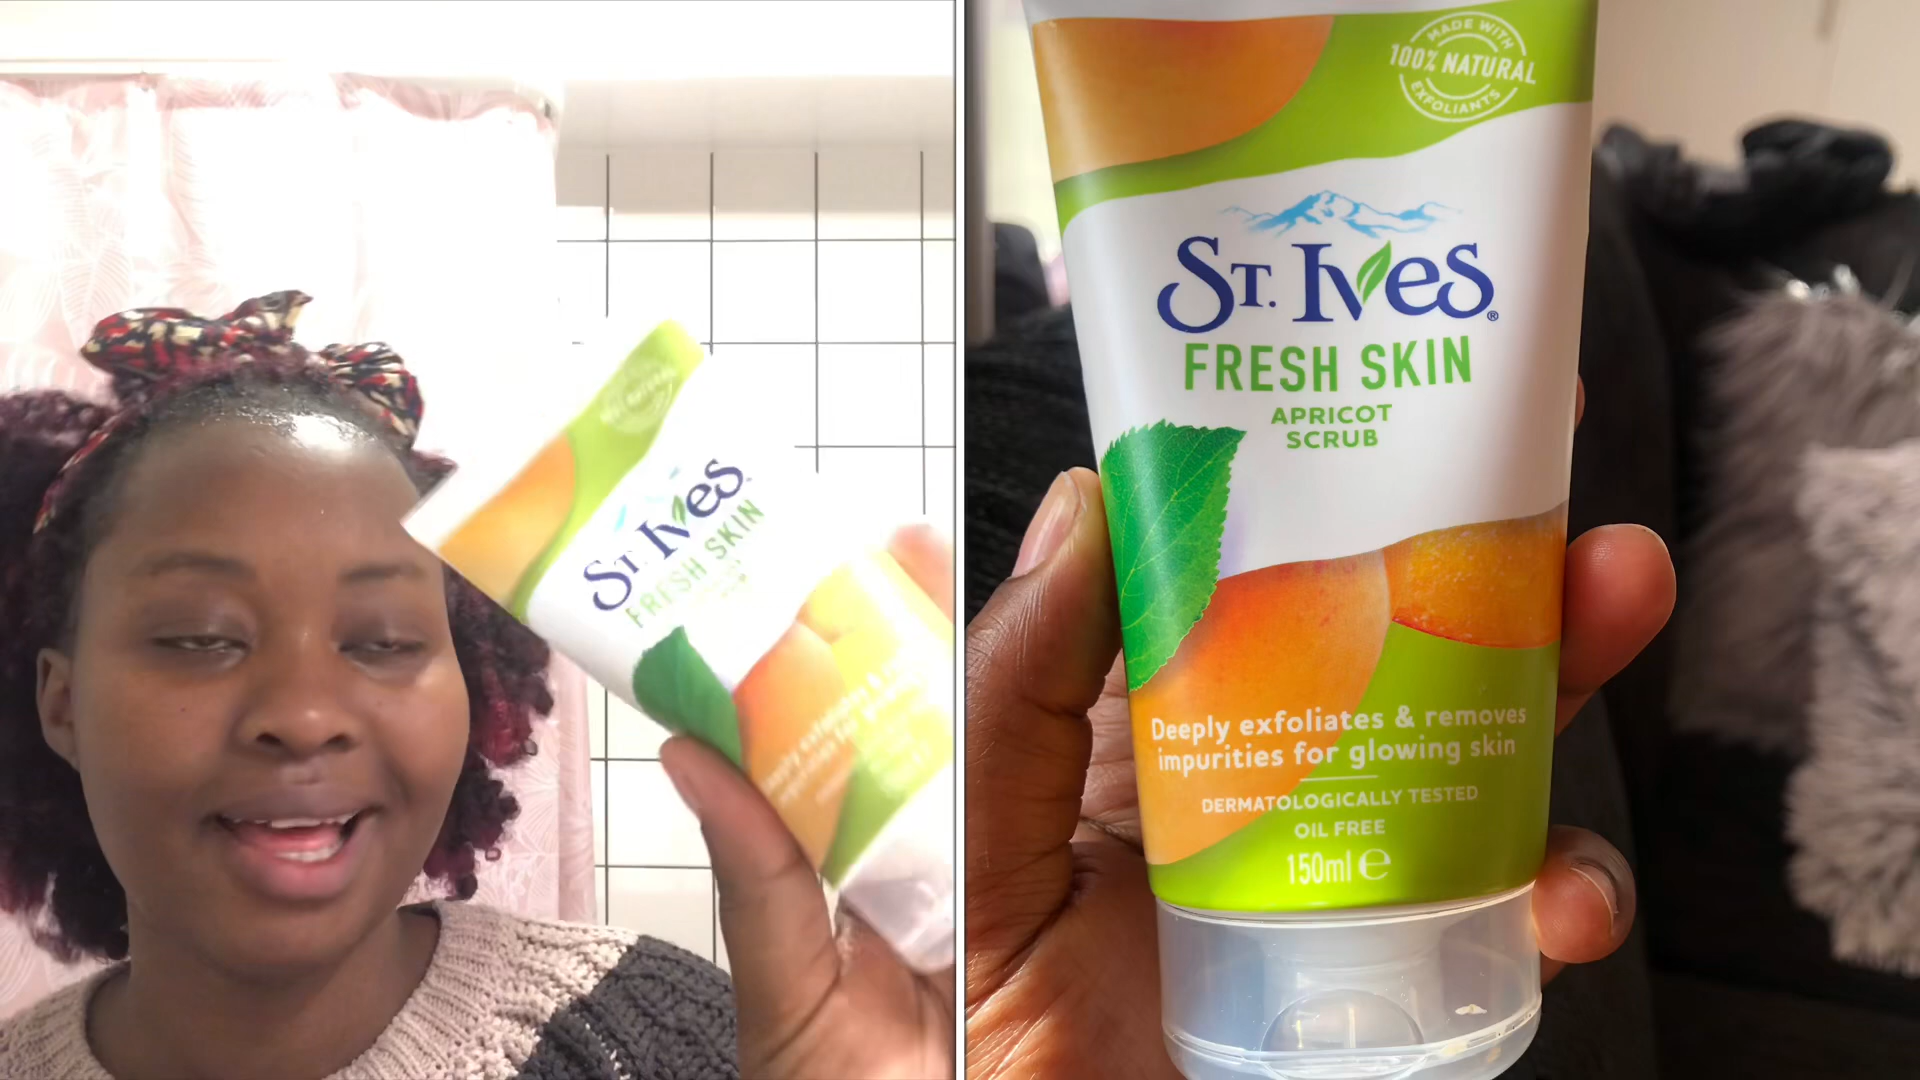 St. Ives
FRESH SKIN
MADE WITH
100% NATURAL
EXFOLIANTS
St. Ives®
FRESH SKIN
APRICOT
SCRUB
Deeply exfoliates & removes
impurities for glowing skin
DERMATOLOGICALLY TESTED
OIL FREE
150ml ℮